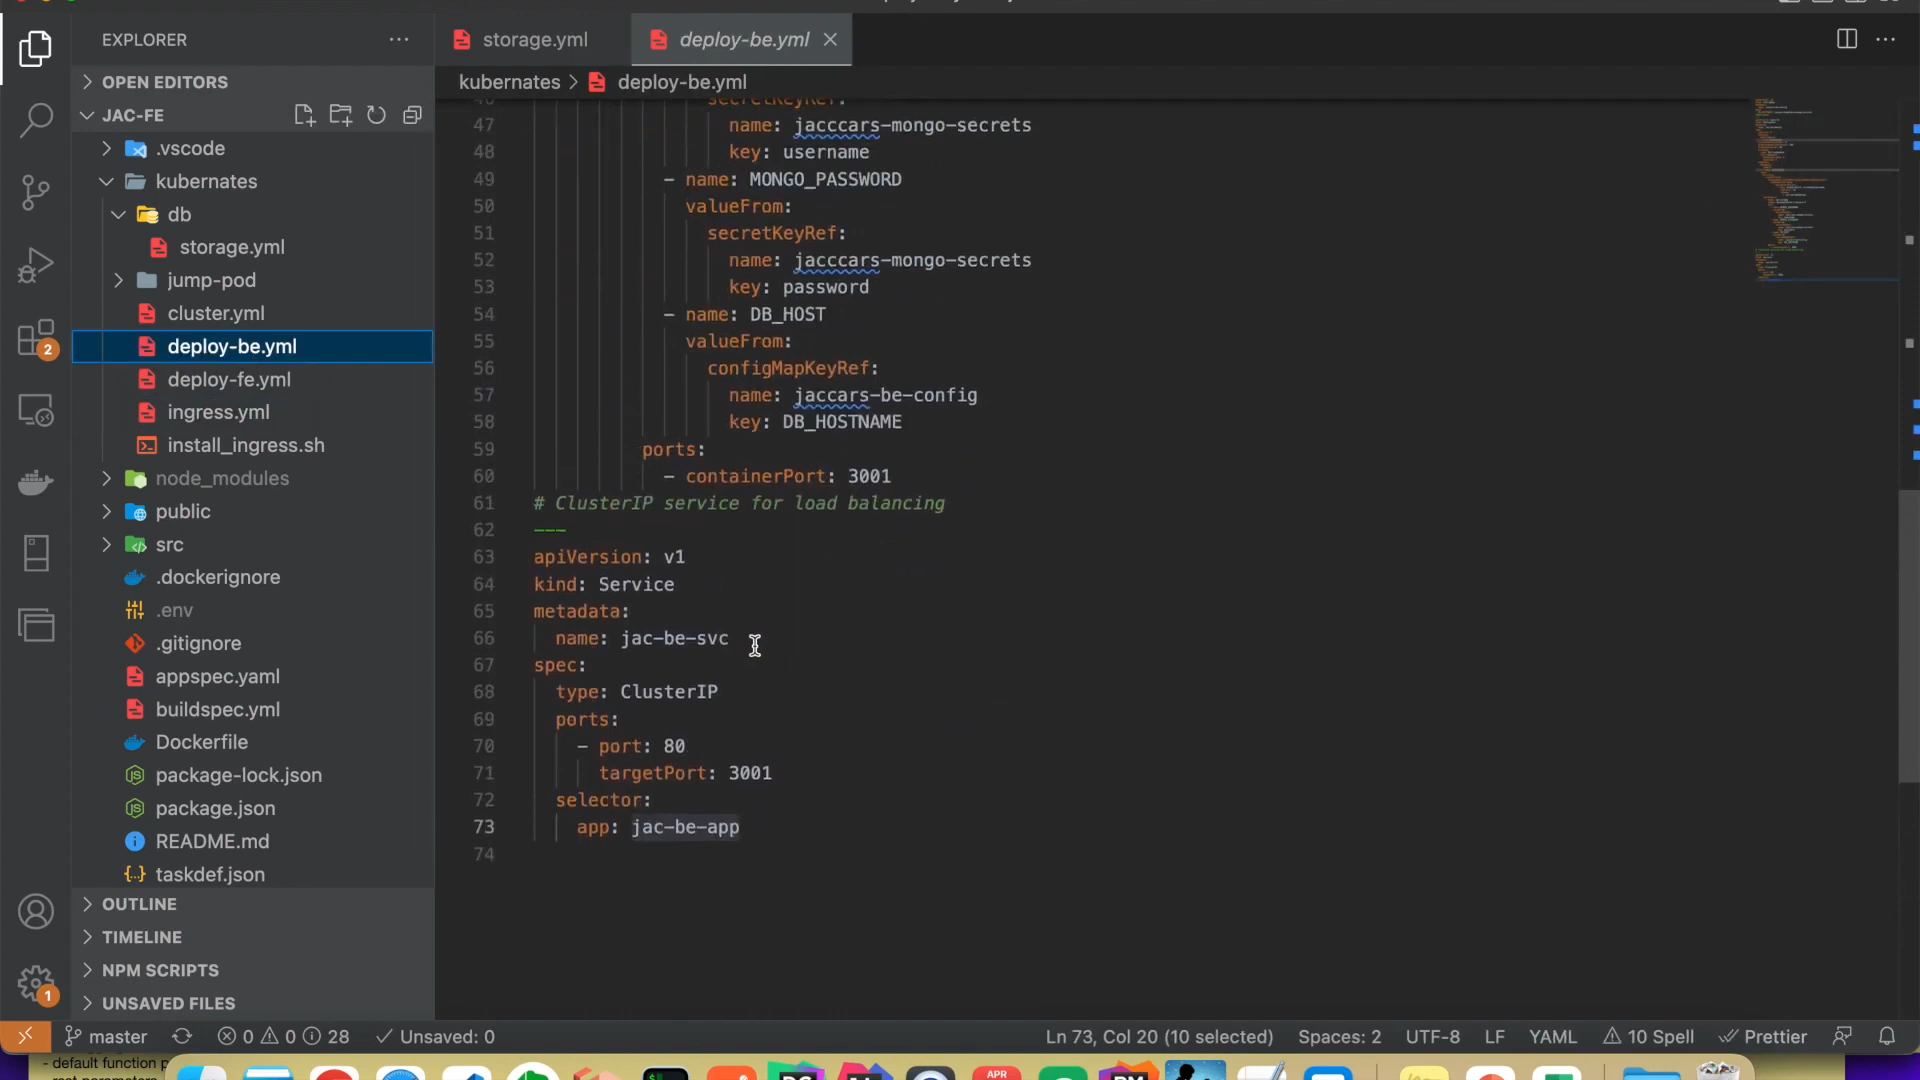 EXPLORER
OPEN EDITORS
JAC-FE
.vscode
kubernates
db
storage.yml
jump-pod
cluster.yml
deploy-be.yml
deploy-fe.yml
ingress.yml
install_ingress.sh
node_modules
public
src
.dockerignore
.env
.gitignore
appspec.yaml
buildspec.yml
Dockerfile
package-lock.json
package.json
README.md
taskdef.json
OUTLINE
TIMELINE
NPM SCRIPTS
UNSAVED FILES
2
1
storage.yml deploy-be.yml
kubernates > deploy-be.yml
46 secretKeyRef:
47 name: jacccars-mongo-secrets
48 key: username
49 - name: MONGO_PASSWORD
50 valueFrom:
51 secretKeyRef:
52 name: jacccars-mongo-secrets
53 key: password
54 - name: DB_HOST
55 valueFrom:
56 configMapKeyRef:
57 name: jaccars-be-config
58 key: DB_HOSTNAME
59 ports:
60 - containerPort: 3001
61 # ClusterIP service for load balancing
62 ---
63 apiVersion: v1
64 kind: Service
65 metadata:
66 name: jac-be-svc
67 spec:
68 type: ClusterIP
69 ports:
70 - port: 80
71 targetPort: 3001
72 selector:
73 app: jac-be-app
74
master 0 0 28 Unsaved: 0 Ln 73, Col 20 (10 selected) Spaces: 2 UTF-8 LF YAML 10 Spell Prettier
- default function p
APR